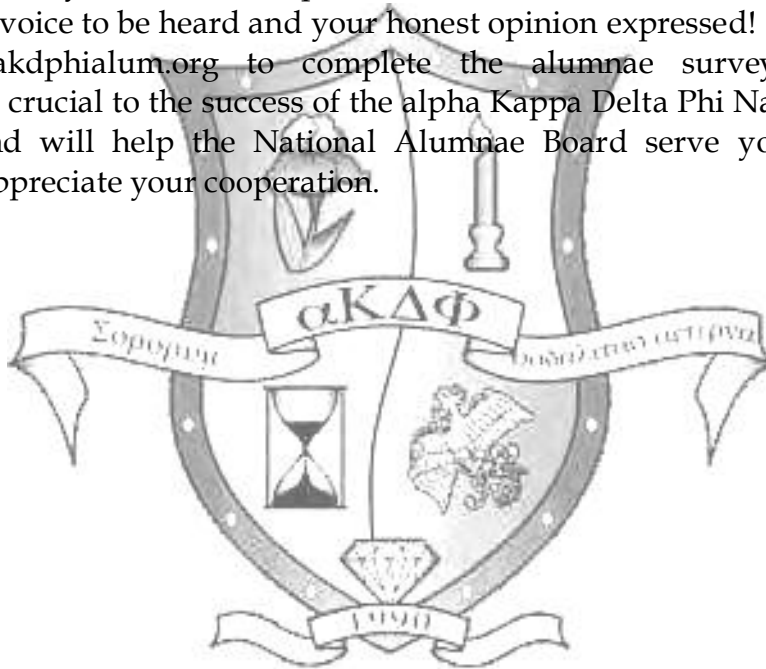 voice to be heard and your honest opinion expressed!
akdphialum.org to complete the alumnae survey
crucial to the success of the alpha Kappa Delta Phi Na
nd will help the National Alumnae Board serve yo
ppreciate your cooperation.
αΚΔΦ
1990